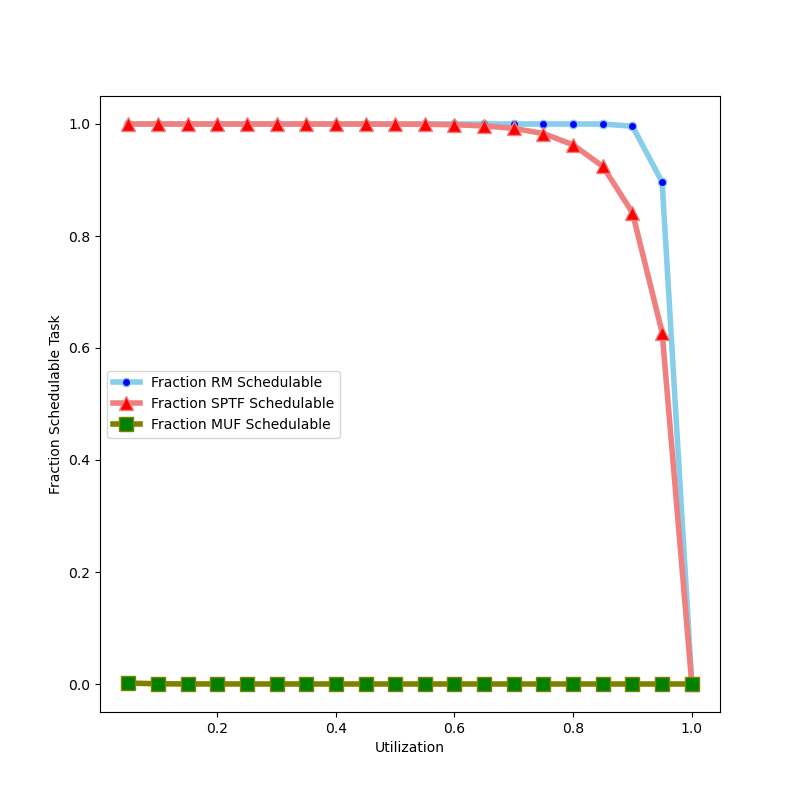 1.0
0.8
0.6
0.4
0.2
0.0
Fraction Schedulable Task
Fraction RM Schedulable
Fraction SPTF Schedulable
Fraction MUF Schedulable
0.2 0.4 0.6 0.8 1.0
Utilization